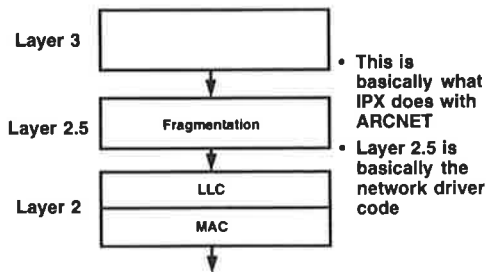 Layer 3
Layer 2.5
Fragmentation
Layer 2
LLC
MAC
• This is
basically what
IPX does with
ARCNET
• Layer 2.5 is
basically the
network driver
code